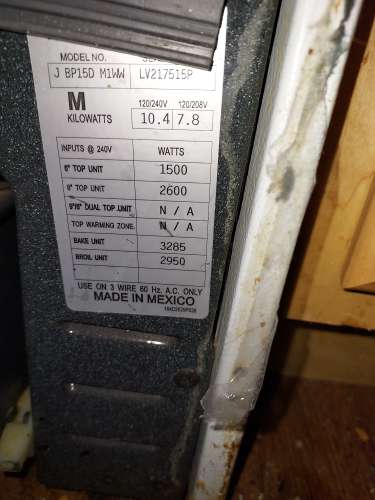 MODEL NO.
J BP15D M1WW LV217515P
M 120/240V 120/208V
KILOWATTS 10.4 7.8
INPUTS @ 240V WATTS
6" TOP UNIT 1500
8" TOP UNIT 2600
9"/6" DUAL TOP UNIT N / A
TOP WARMING ZONE N / A
BAKE UNIT 3285
BROIL UNIT 2950
USE ON 3 WIRE 60 Hz. A.C. ONLY
MADE IN MEXICO